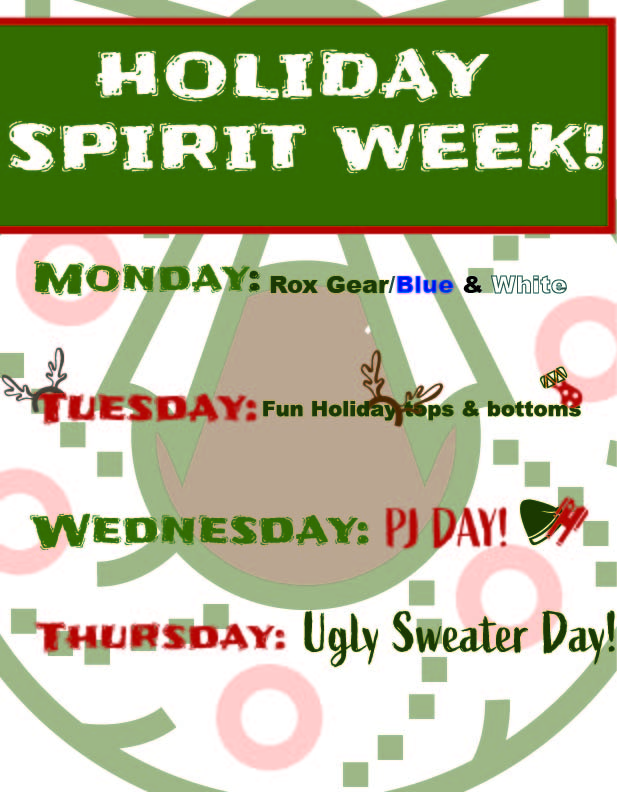 HOLIDAY
SPIRIT WEEK!
MONDAY: Rox Gear/Blue & White
TUESDAY: Fun Holiday tops & bottoms
WEDNESDAY: PJ DAY!
THURSDAY: Ugly Sweater Day!